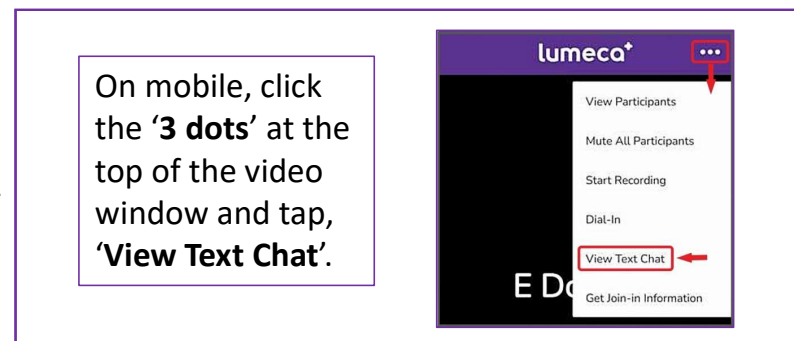 On mobile, click
the ‘3 dots’ at the
top of the video
window and tap,
‘View Text Chat’.
lumeca+
View Participants
Mute All Participants
Start Recording
Dial-In
View Text Chat
E Do
Get Join-in Information